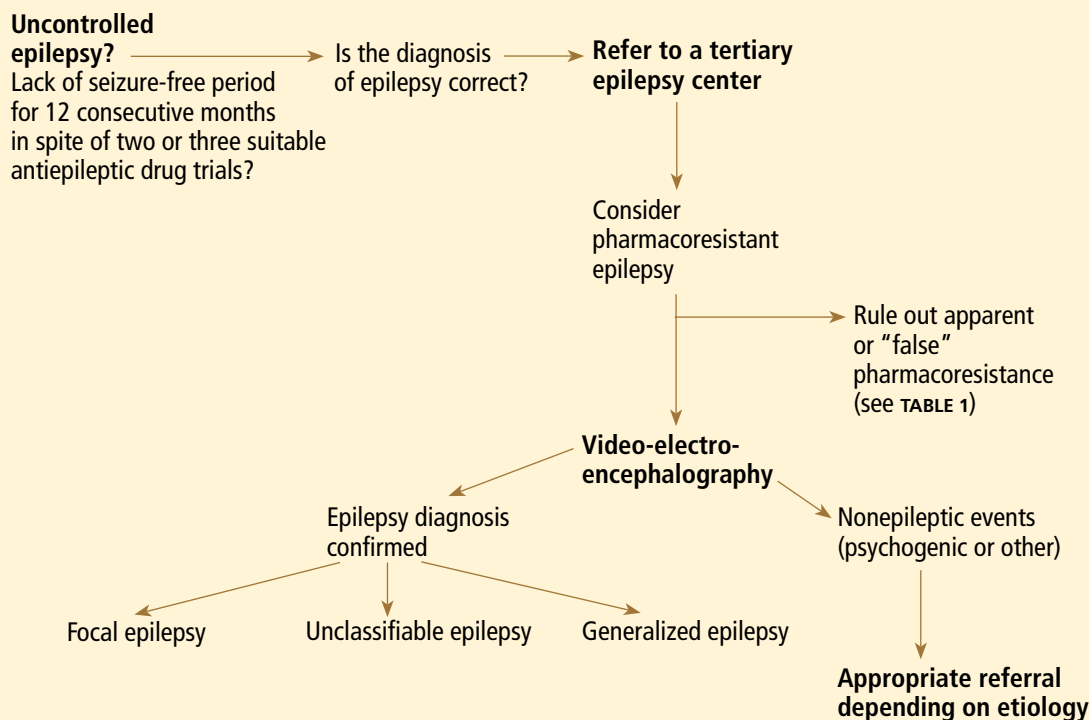 Uncontrolled
epilepsy?
Lack of seizure-free period
for 12 consecutive months
in spite of two or three suitable
antiepileptic drug trials?
Is the diagnosis
of epilepsy correct?
Refer to a tertiary
epilepsy center
Consider
pharmacoresistant
epilepsy
Rule out apparent
or “false”
pharmacoresistance
(see TABLE 1)
Video-electro-
encephalography
Epilepsy diagnosis
confirmed
Nonepileptic events
(psychogenic or other)
Focal epilepsy
Unclassifiable epilepsy
Generalized epilepsy
Appropriate referral
depending on etiology